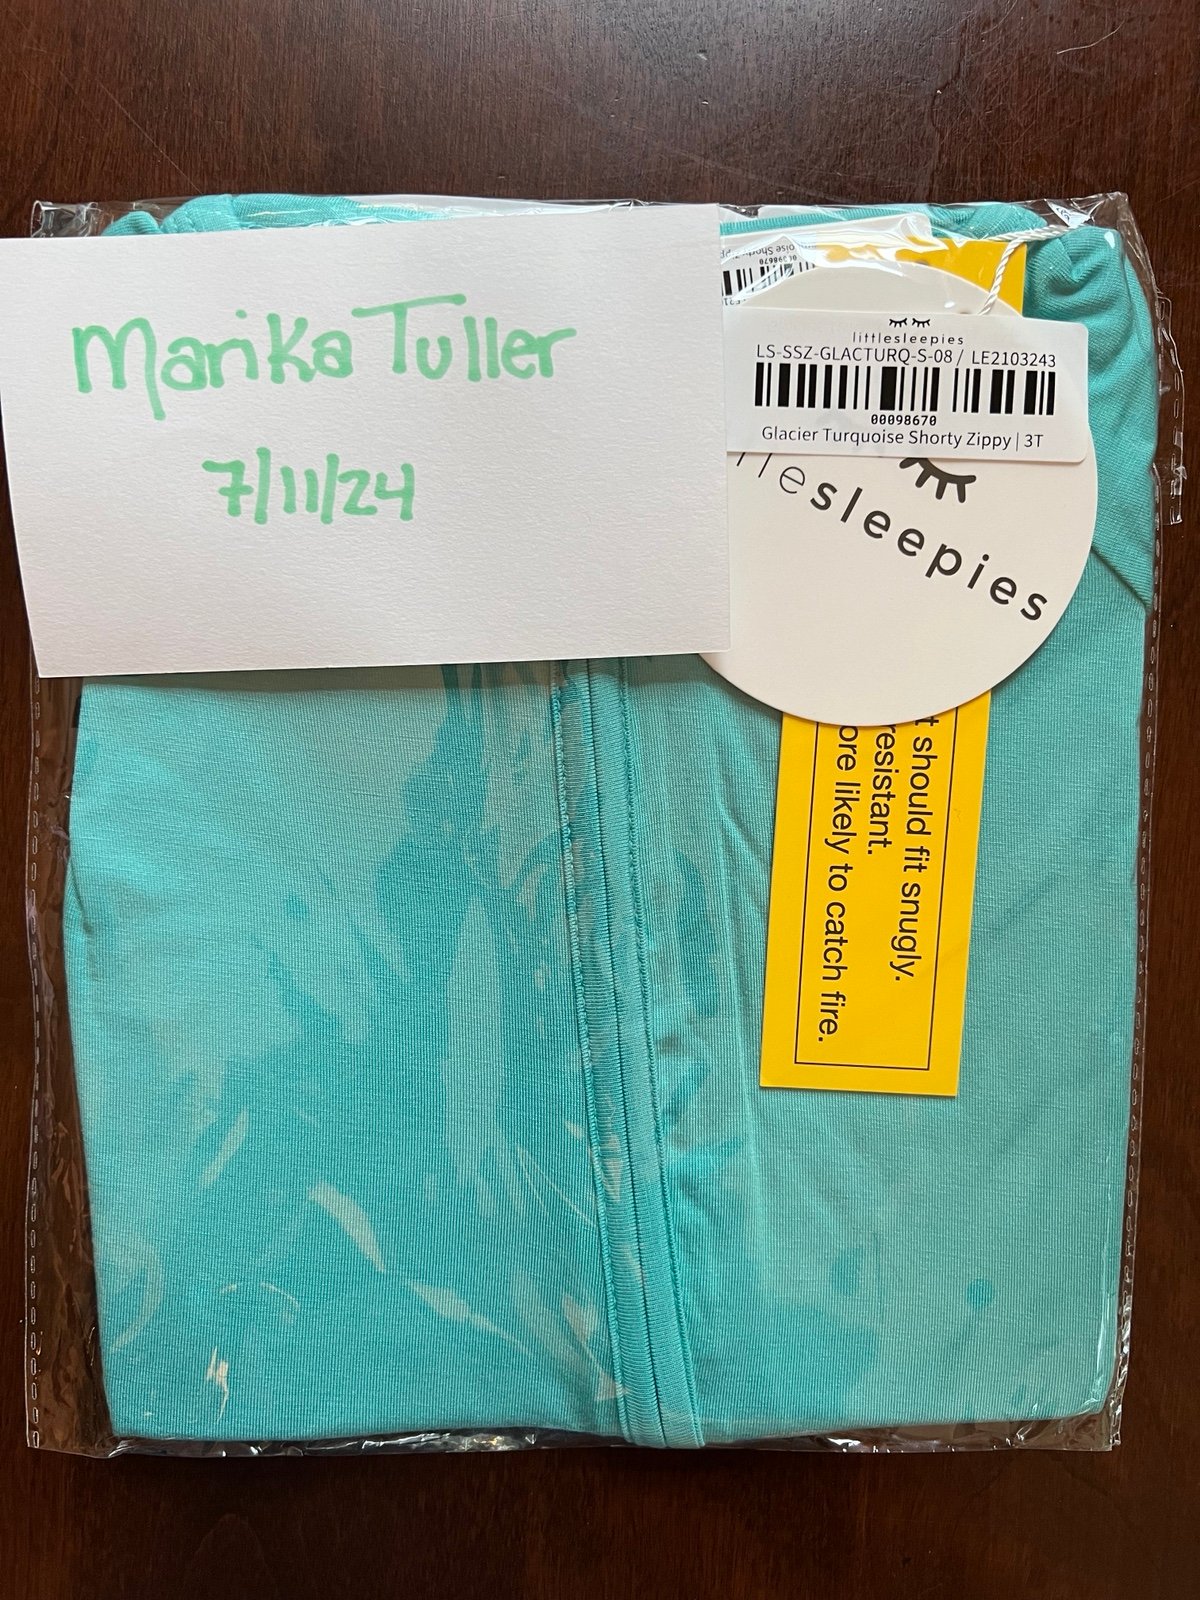 Marika Tuller
7/11/24
00098670
littlesleepies
LS-SSZ-GLACTURQ-S-08 / LE2103243
00098670
Glacier Turquoise Shorty Zippy | 3T
sleepies
should fit snugly.
resistant.
likely to catch fire.